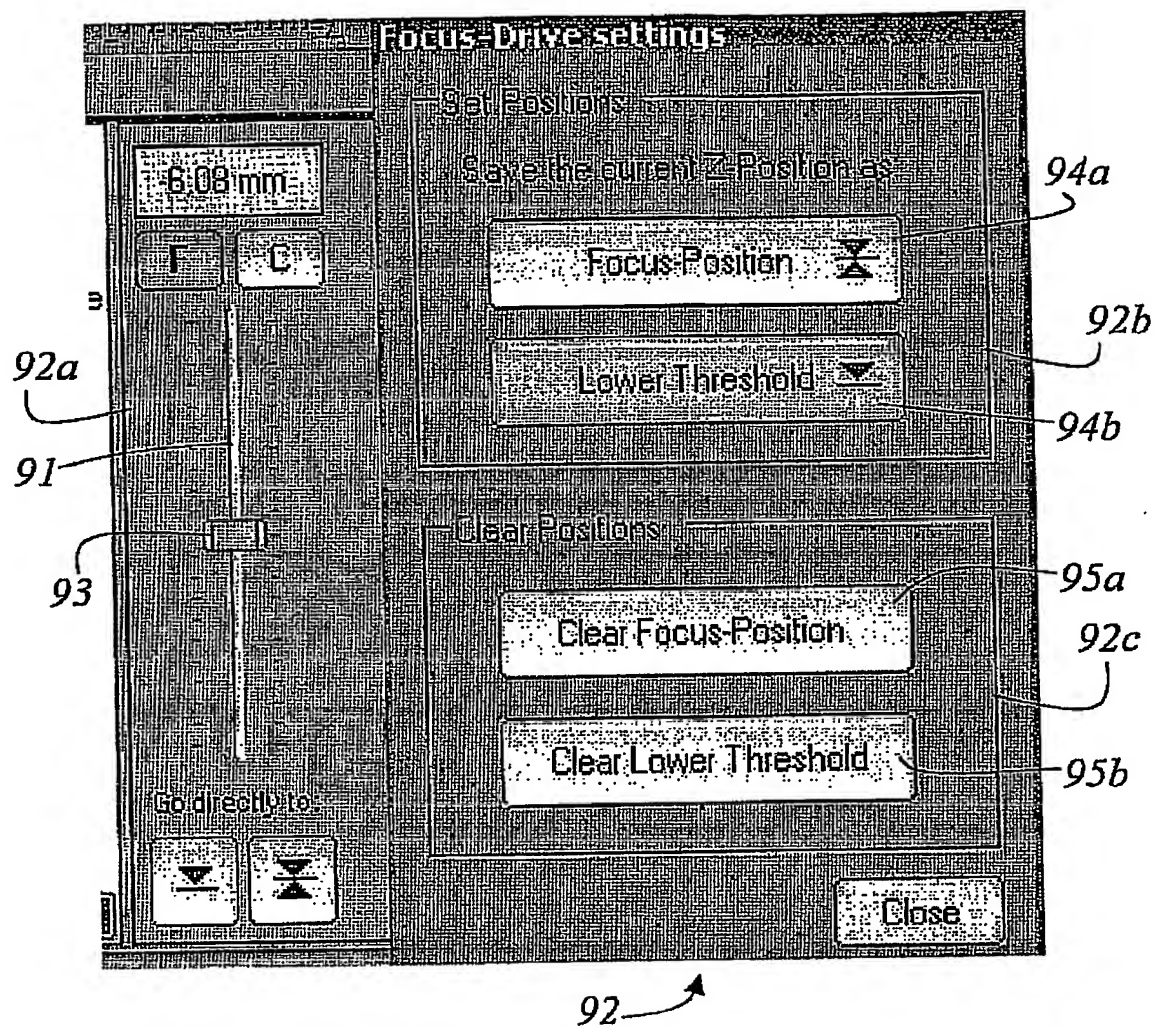 Focus-Drive settings
Set Positions
Save the current Z-Position as
-6.08 mm
F C
Focus-Position
Lower Threshold
94a
92b
94b
92a
91
93
Clear Positions
Clear Focus-Position
Clear Lower Threshold
95a
92c
95b
Go directly to:
Close
92